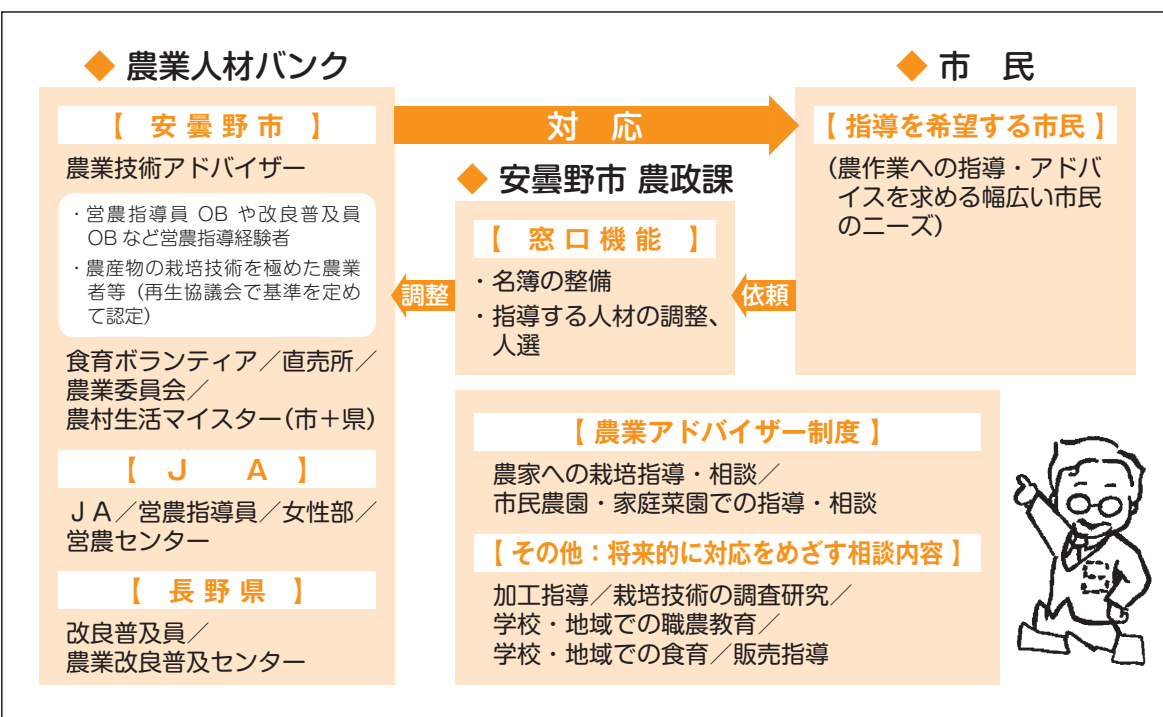 ◆ 農業人材バンク
【 安 曇 野 市 】
農業技術アドバイザー
・営農指導員 OB や改良普及員
OB など営農指導経験者
・農産物の栽培技術を極めた農業
者等（再生協議会で基準を定め
て認定）
食育ボランティア／直売所／
農業委員会／
農村生活マイスター（市＋県）
【 Ｊ Ａ 】
ＪＡ／営農指導員／女性部／
営農センター
【 長 野 県 】
改良普及員／
農業改良普及センター
対 応
◆ 安曇野市 農政課
【 窓 口 機 能 】
・名簿の整備
・指導する人材の調整、
人選
調整
依頼
◆ 市 民
【 指導を希望する市民 】
（農作業への指導・アドバ
イスを求める幅広い市民
のニーズ）
【 農業アドバイザー制度 】
農家への栽培指導・相談／
市民農園・家庭菜園での指導・相談
【 その他：将来的に対応をめざす相談内容 】
加工指導／栽培技術の調査研究／
学校・地域での職農教育／
学校・地域での食育／販売指導